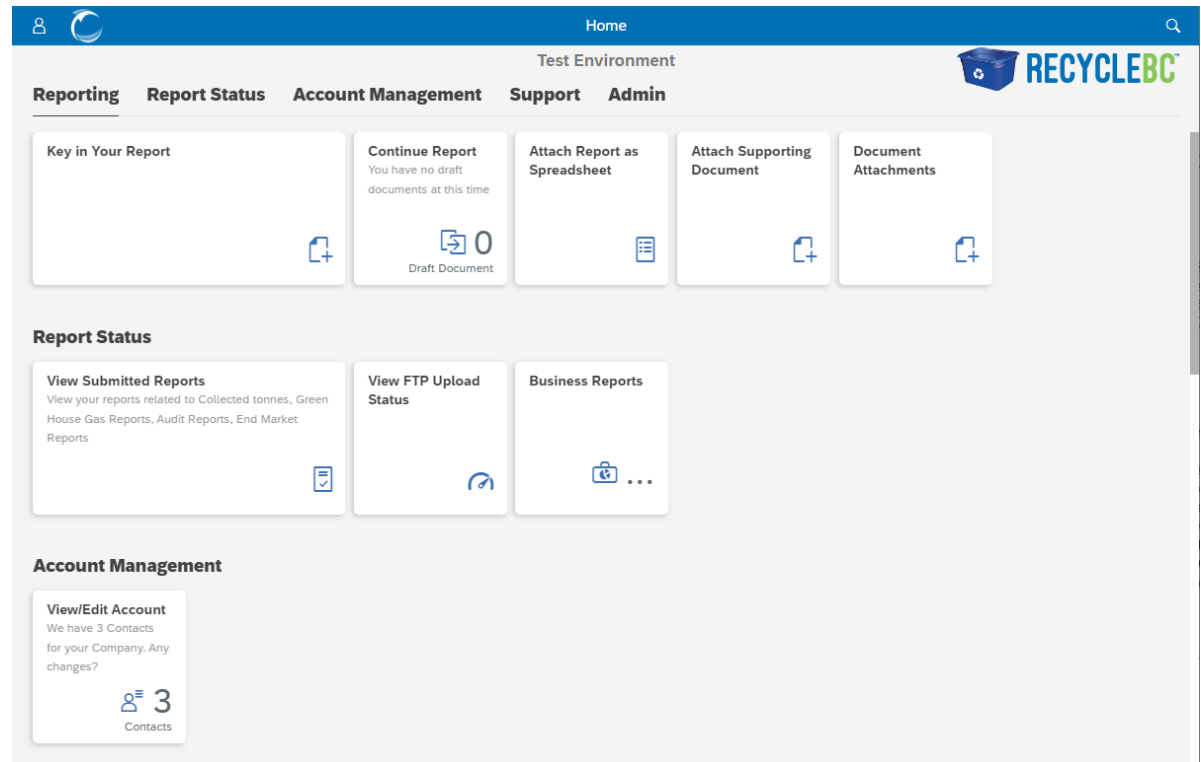 Home
Test Environment
RECYCLEBC™
Reporting Report Status Account Management Support Admin
Key in Your Report
Continue Report
You have no draft
documents at this time
0
Draft Document
Attach Report as
Spreadsheet
Attach Supporting
Document
Document
Attachments
Report Status
View Submitted Reports
View your reports related to Collected tonnes, Green
House Gas Reports, Audit Reports, End Market
Reports
View FTP Upload
Status
Business Reports
...
Account Management
View/Edit Account
We have 3 Contacts
for your Company. Any
changes?
3
Contacts